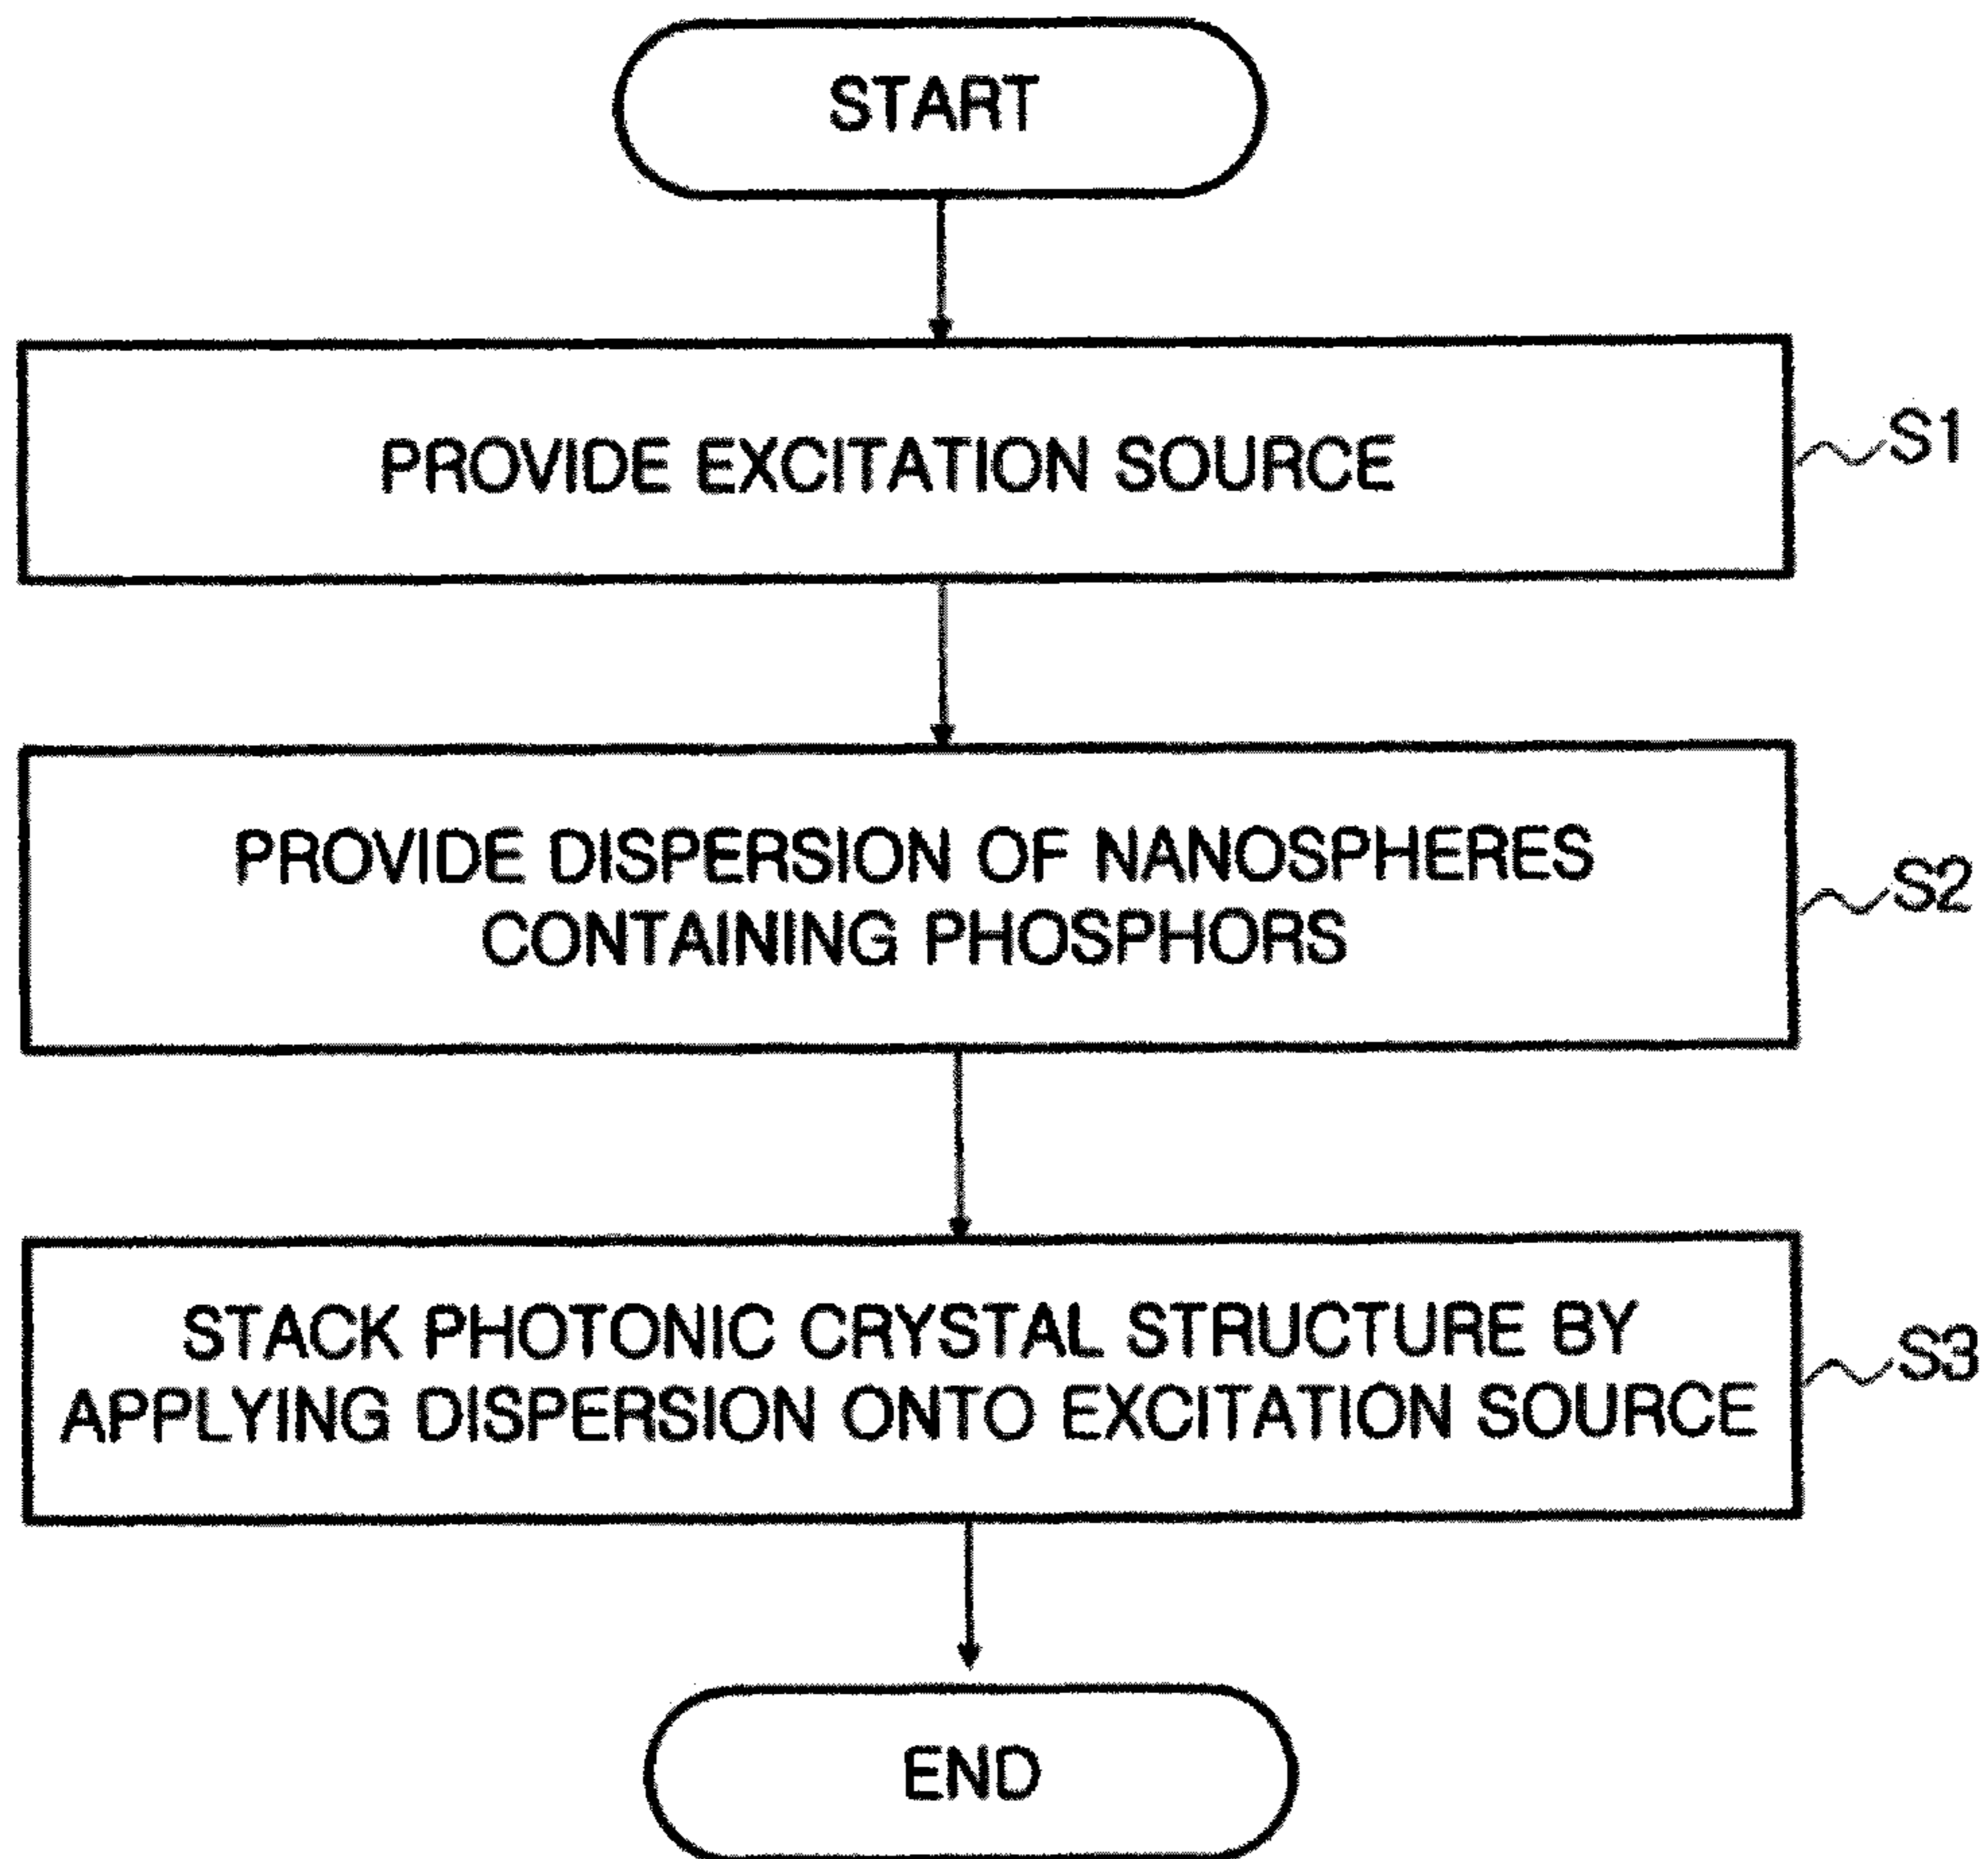 START
PROVIDE EXCITATION SOURCE
S1
PROVIDE DISPERSION OF NANOSPHERES
CONTAINING PHOSPHORS
S2
STACK PHOTONIC CRYSTAL STRUCTURE BY
APPLYING DISPERSION ONTO EXCITATION SOURCE
S3
END